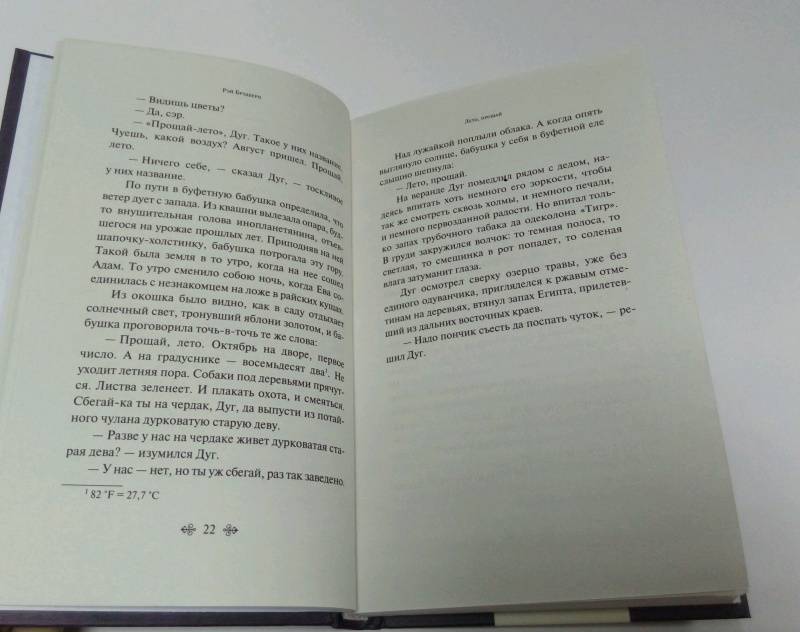 Рэй Брэдбери
— Видишь цветы?
— Да, сэр.
— «Прощай-лето», Дуг. Такое у них название.
Чуешь, какой воздух? Август пришел. Прощай,
лето.
— Ничего себе, — сказал Дуг, — тоскливое
у них название.
По пути в буфетную бабушка определила, что
ветер дует с запада. Из квашни вылезала опара, буд-
то внушительная голова инопланетянина, отъев-
шегося на урожае прошлых лет. Приподняв на ней
шапочку-холстинку, бабушка потрогала эту гору.
Такой была земля в то утро, когда на нее сошел
Адам. То утро сменило собою ночь, когда Ева со-
единилась с незнакомцем на ложе в райских кущах.
Из окошка было видно, как в саду отдыхает
солнечный свет, тронувший яблони золотом, и ба-
бушка проговорила точь-в-точь те же слова:
— Прощай, лето. Октябрь на дворе, первое
число. А на градуснике — восемьдесят два¹. Не
уходит летняя пора. Собаки под деревьями прячут-
ся. Листва зеленеет. И плакать охота, и смеяться.
Сбегай-ка ты на чердак, Дуг, да выпусти из потай-
ного чулана дурковатую старую деву.
— Разве у нас на чердаке живет дурковатая ста-
рая дева? — изумился Дуг.
— У нас — нет, но ты уж сбегай, раз так заведено.
¹ 82 °F = 27,7 °C
22
Лето, прощай
Над лужайкой поплыли облака. А когда опять
выглянуло солнце, бабушка у себя в буфетной еле
слышно шепнула:
— Лето, прощай.
На веранде Дуг помедлил рядом с дедом, на-
деясь впитать хоть немного его зоркости, чтобы
так же смотреть сквозь холмы, и немного печали,
и немного первозданной радости. Но впитал толь-
ко запах трубочного табака да одеколона «Тигр».
В груди закружился волчок: то темная полоса, то
светлая, то смешинка в рот попадет, то соленая
влага затуманит глаза.
Дуг осмотрел сверху озерцо травы, уже без
единого одуванчика, пригляделся к ржавым отме-
тинам на деревьях, втянул запах Египта, прилетев-
ший из дальних восточных краев.
— Надо пончик съесть да поспать чуток, — ре-
шил Дуг.